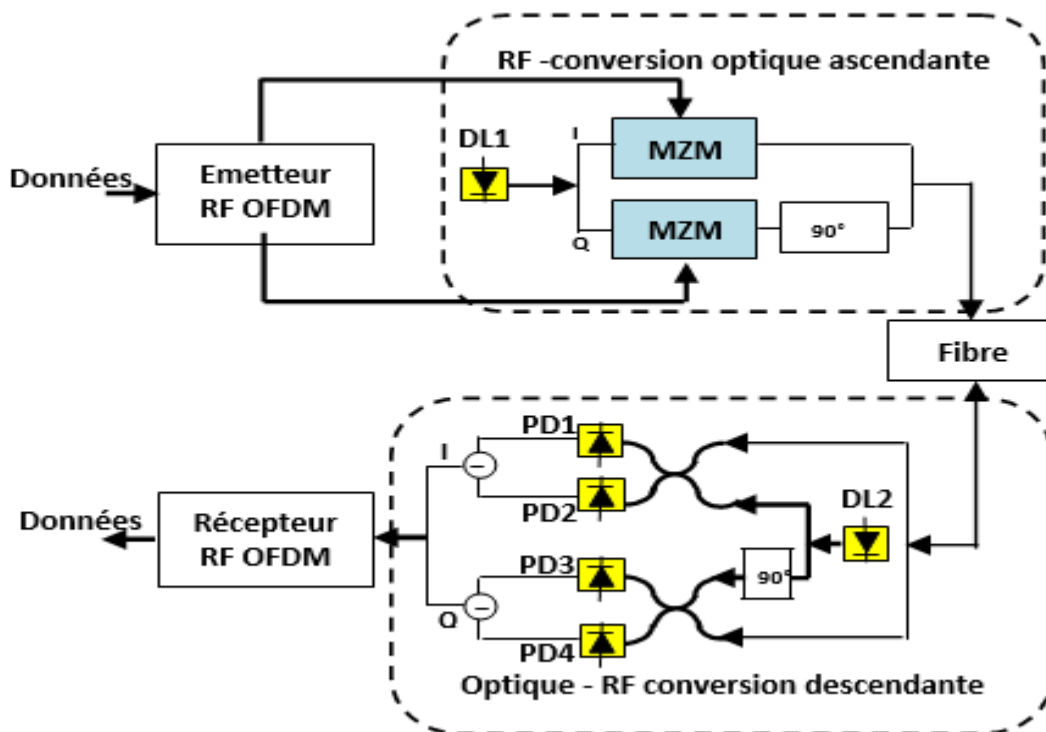 RF -conversion optique ascendante
DL1
I
MZM
Données
Emetteur
RF OFDM
MZM
90°
Q
Fibre
PD1
I
PD2
DL2
Données
Récepteur
RF OFDM
PD3
90°
Q
PD4
Optique - RF conversion descendante